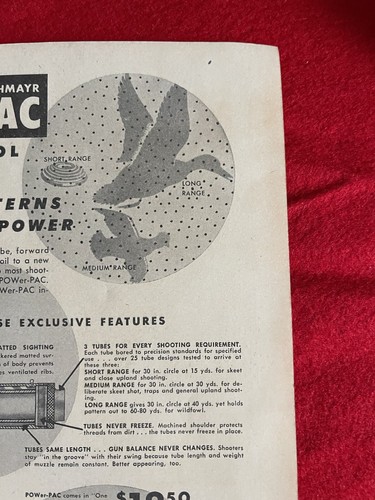 HMAYR
AC
OL
SHORT RANGE
LONG RANGE
TERNS
POWER
MEDIUM RANGE
be, forward
oil to a new
most shoot-
POWer-PAC.
Wer-PAC in-
SE EXCLUSIVE FEATURES
ATTED SIGHTING
kered matted sur-
s of body prevents
es ventilated ribs.
3 TUBES FOR EVERY SHOOTING REQUIREMENT.
Each tube bored to precision standards for specified
use . . . over 25 tube designs tested to arrive at
these three:
SHORT RANGE for 30 in. circle at 15 yds. for skeet
and close upland shooting.
MEDIUM RANGE for 30 in. circle at 30 yds. for de-
liberate skeet shot, traps and general upland shoot-
ing.
LONG RANGE gives 30 in. circle at 40 yds. yet holds
pattern out to 60-80 yds. for wildfowl.
TUBES NEVER FREEZE. Machined shoulder protects
threads from dirt . . . the tubes never freeze in place.
TUBES SAME LENGTH . . . GUN BALANCE NEVER CHANGES. Shooters
stay "in the groove" with their swing because tube length and weight
of muzzle remain constant. Better appearing, too.
POWer-PAC comes in "One
50